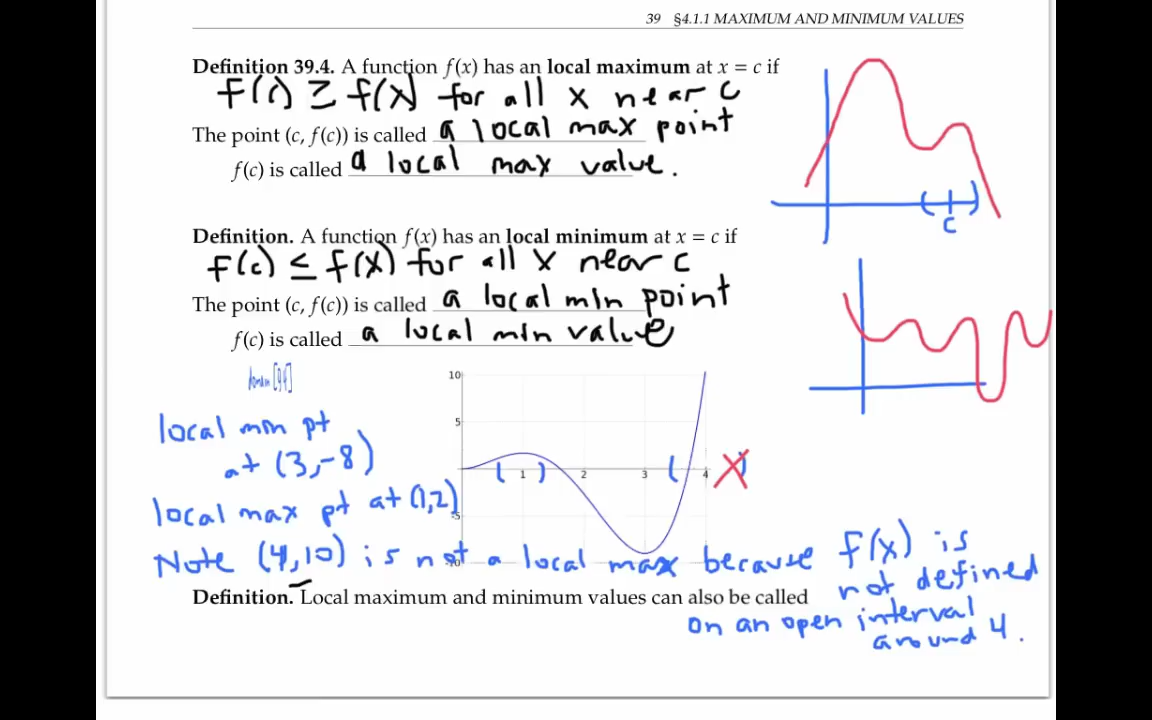 39 §4.1.1 MAXIMUM AND MINIMUM VALUES
Definition 39.4. A function f(x) has an local maximum at x = c if
f(c) ≥ f(x) for all x near c
The point (c, f(c)) is called a local max point
f(c) is called a local max value.
c
Definition. A function f(x) has an local minimum at x = c if
f(c) ≤ f(x) for all x near c
The point (c, f(c)) is called a local min point
f(c) is called a local min value
10
5
local min pt
at (3,-8)
1 2 3 4
local max pt at (1,2)
-5
Note (4,10) is not a local max because f(x) is
not defined
on an open interval
around 4.
Definition. Local maximum and minimum values can also be called